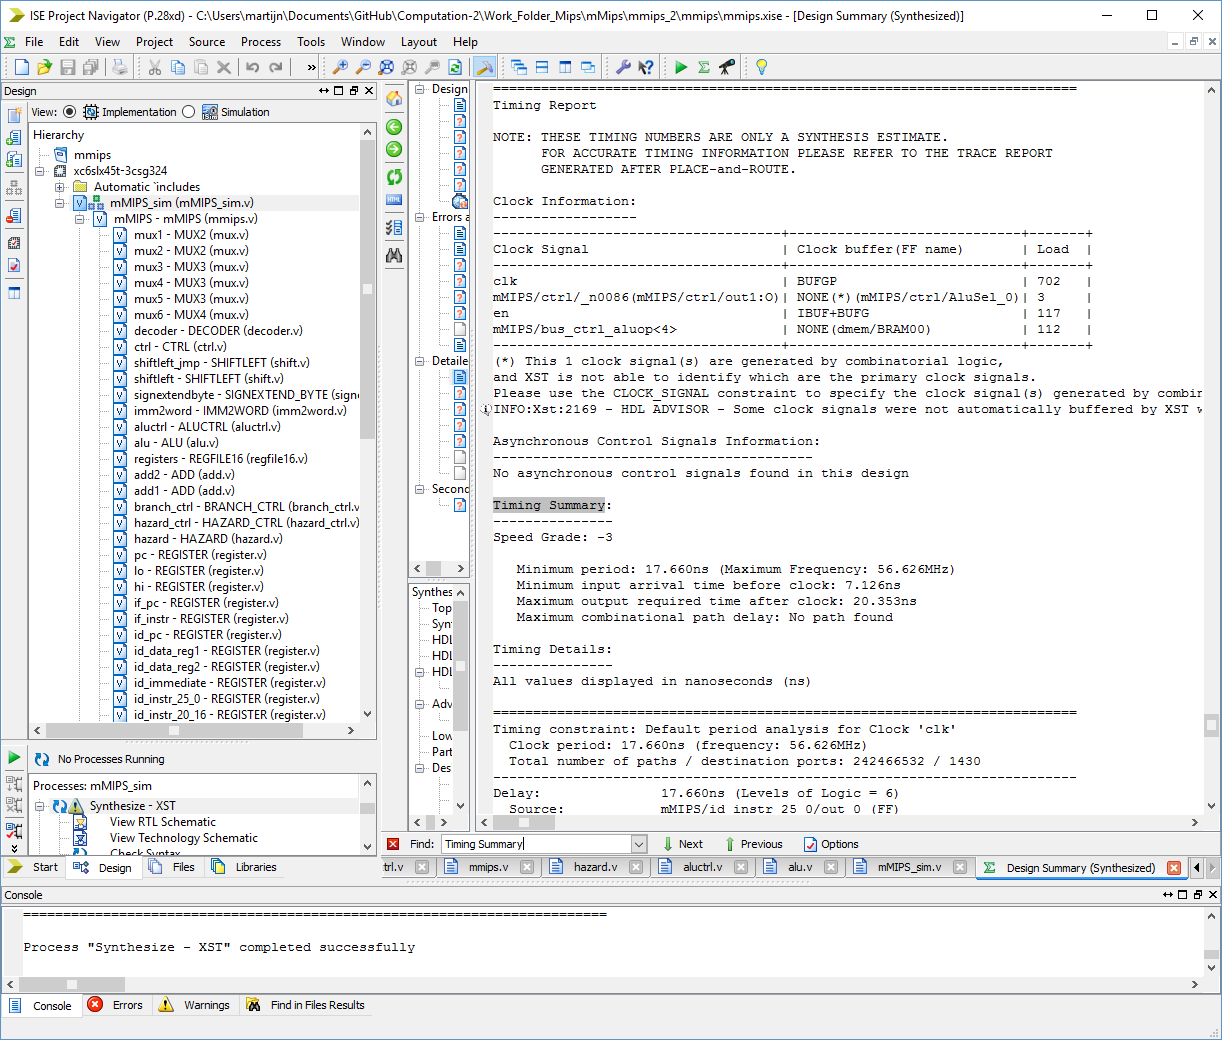 ISE Project Navigator (P.28xd) - C:\Users\martijn\Documents\GitHub\Computation-2\Work_Folder_Mips\mMips\mmips_2\mmips\mmips.xise - [Design Summary (Synthesized)]
File Edit View Project Source Process Tools Window Layout Help
Design
View: Implementation Simulation
Hierarchy
mmips
xc6slx45t-3csg324
Automatic `includes
mMIPS_sim (mMIPS_sim.v)
mMIPS - mMIPS (mmips.v)
mux1 - MUX2 (mux.v)
mux2 - MUX2 (mux.v)
mux3 - MUX3 (mux.v)
mux4 - MUX3 (mux.v)
mux5 - MUX3 (mux.v)
mux6 - MUX4 (mux.v)
decoder - DECODER (decoder.v)
ctrl - CTRL (ctrl.v)
shiftleft_jmp - SHIFTLEFT (shift.v)
shiftleft - SHIFTLEFT (shift.v)
signextendbyte - SIGNEXTEND_BYTE (signe
imm2word - IMM2WORD (imm2word.v)
aluctrl - ALUCTRL (aluctrl.v)
alu - ALU (alu.v)
registers - REGFILE16 (regfile16.v)
add2 - ADD (add.v)
add1 - ADD (add.v)
branch_ctrl - BRANCH_CTRL (branch_ctrl.v
hazard_ctrl - HAZARD_CTRL (hazard_ctrl.v)
hazard - HAZARD (hazard.v)
pc - REGISTER (register.v)
lo - REGISTER (register.v)
hi - REGISTER (register.v)
if_pc - REGISTER (register.v)
if_instr - REGISTER (register.v)
id_pc - REGISTER (register.v)
id_data_reg1 - REGISTER (register.v)
id_data_reg2 - REGISTER (register.v)
id_immediate - REGISTER (register.v)
id_instr_25_0 - REGISTER (register.v)
id_instr_20_16 - REGISTER (register.v)
No Processes Running
Processes: mMIPS_sim
Synthesize - XST
View RTL Schematic
View Technology Schematic
Check Syntax
Start Design Files Libraries
Design
Errors a
Detaile
Second
Synthes
Top
Syn
HDL
HDL
HDL
Adv
Low
Part
Des
=========================================================================
Timing Report
NOTE: THESE TIMING NUMBERS ARE ONLY A SYNTHESIS ESTIMATE.
FOR ACCURATE TIMING INFORMATION PLEASE REFER TO THE TRACE REPORT
GENERATED AFTER PLACE-and-ROUTE.
Clock Information:
------------------
-----------------------------------+------------------------+-------+
Clock Signal | Clock buffer(FF name) | Load |
-----------------------------------+------------------------+-------+
clk | BUFGP | 702 |
mMIPS/ctrl/_n0086(mMIPS/ctrl/out1:O)| NONE(*)(mMIPS/ctrl/AluSel_0)| 3 |
en | IBUF+BUFG | 117 |
mMIPS/bus_ctrl_aluop<4> | NONE(dmem/BRAM00) | 112 |
-----------------------------------+------------------------+-------+
(*) This 1 clock signal(s) are generated by combinatorial logic,
and XST is not able to identify which are the primary clock signals.
Please use the CLOCK_SIGNAL constraint to specify the clock signal(s) generated by combin
INFO:Xst:2169 - HDL ADVISOR - Some clock signals were not automatically buffered by XST w
Asynchronous Control Signals Information:
----------------------------------------
No asynchronous control signals found in this design
Timing Summary:
---------------
Speed Grade: -3
Minimum period: 17.660ns (Maximum Frequency: 56.626MHz)
Minimum input arrival time before clock: 7.126ns
Maximum output required time after clock: 20.353ns
Maximum combinational path delay: No path found
Timing Details:
---------------
All values displayed in nanoseconds (ns)
=========================================================================
Timing constraint: Default period analysis for Clock 'clk'
Clock period: 17.660ns (frequency: 56.626MHz)
Total number of paths / destination ports: 242466532 / 1430
-------------------------------------------------------------------------
Delay: 17.660ns (Levels of Logic = 6)
Source: mMIPS/id_instr_25_0/out_0 (FF)
Find: Timing Summary Next Previous Options
trl.v mmips.v hazard.v aluctrl.v alu.v mMIPS_sim.v Design Summary (Synthesized)
Console
=========================================================================
Process "Synthesize - XST" completed successfully
Console Errors Warnings Find in Files Results